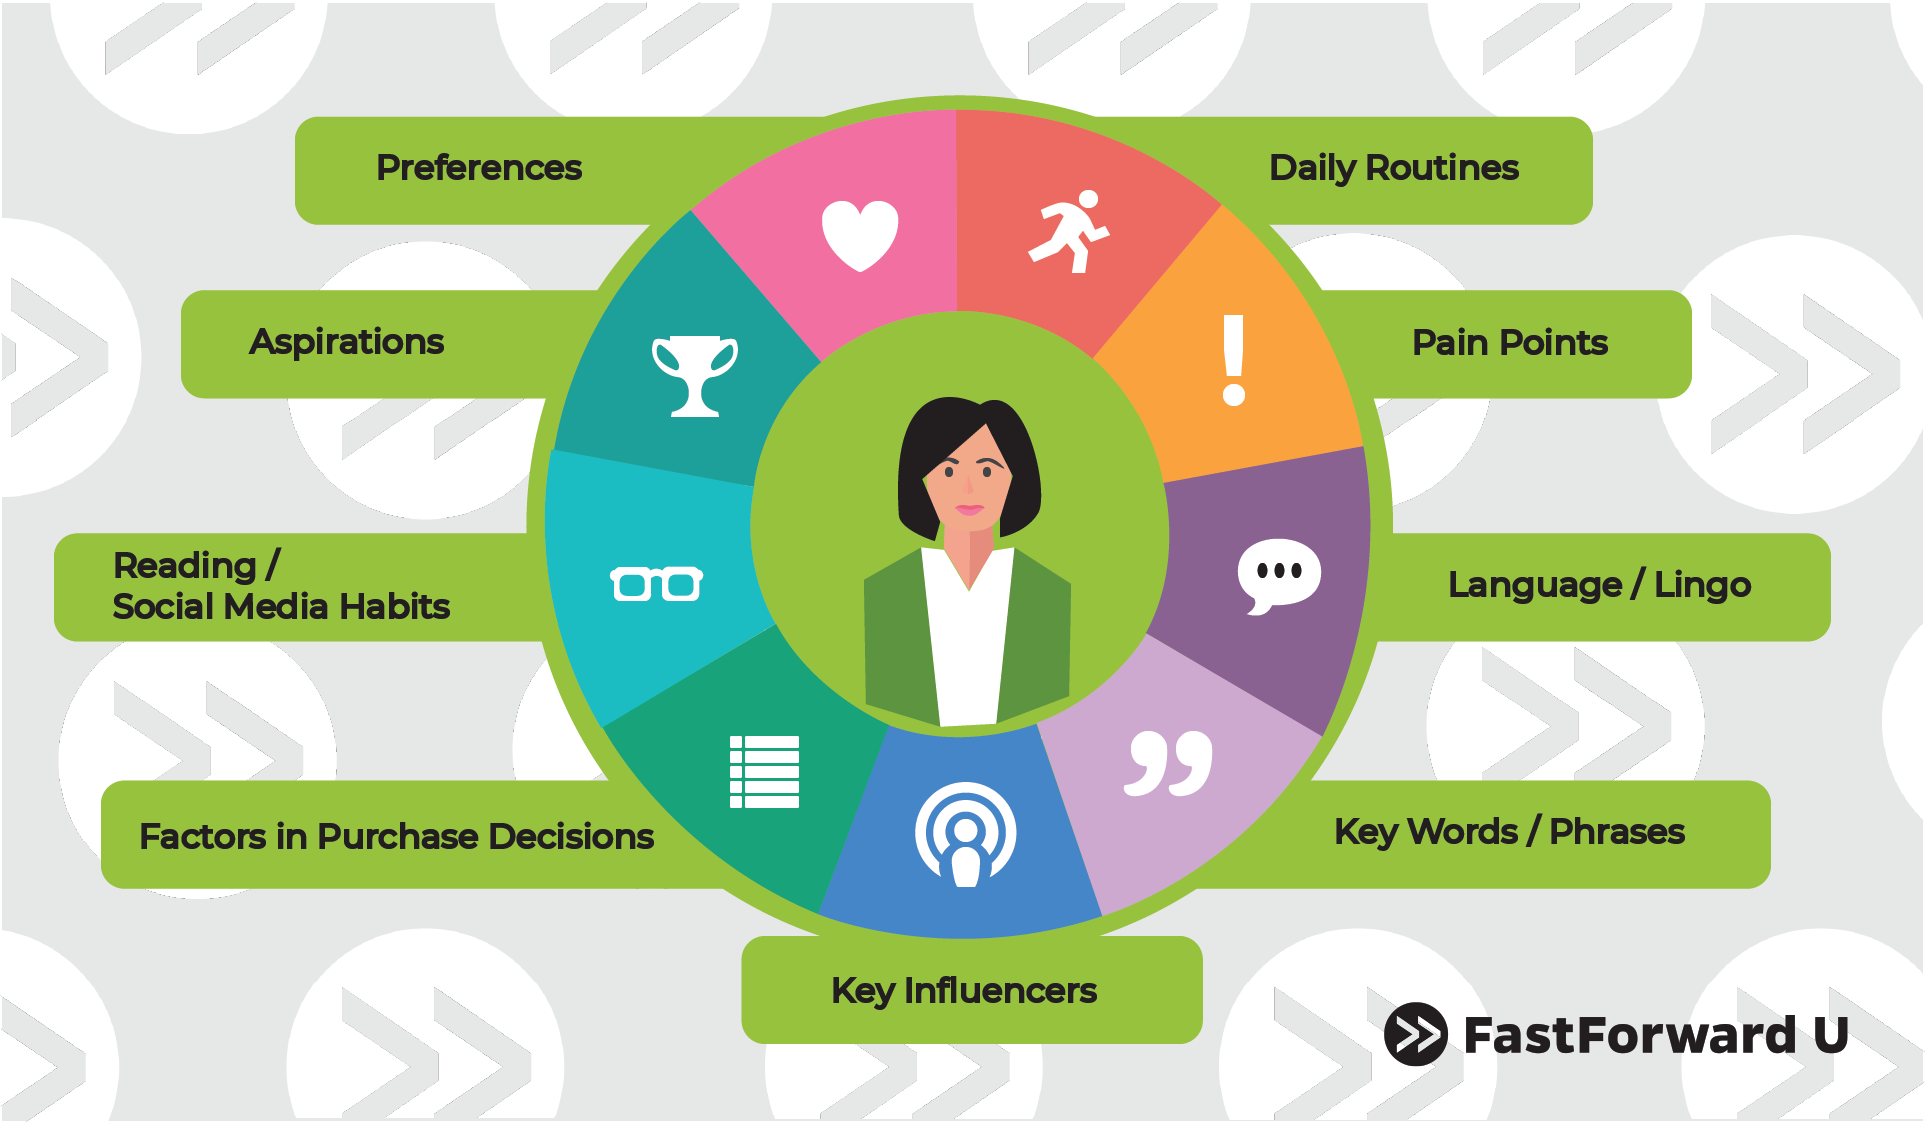 Preferences
Daily Routines
Aspirations
Pain Points
Reading /
Social Media Habits
Language / Lingo
Factors in Purchase Decisions
Key Words / Phrases
Key Influencers
FastForward U